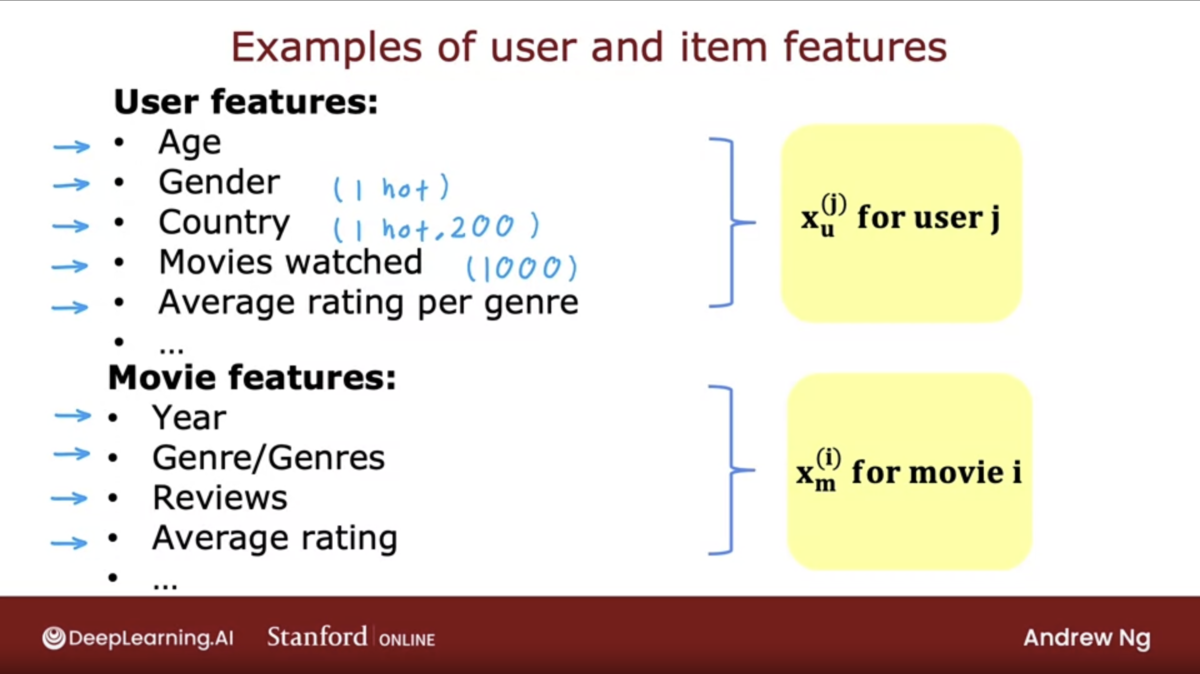 Examples of user and item features
User features:
• Age
• Gender (1 hot)
• Country (1 hot, 200)
• Movies watched (1000)
• Average rating per genre
• ...
x_u^(j) for user j
Movie features:
• Year
• Genre/Genres
• Reviews
• Average rating
• ...
x_m^(i) for movie i
DeepLearning.AI Stanford ONLINE Andrew Ng